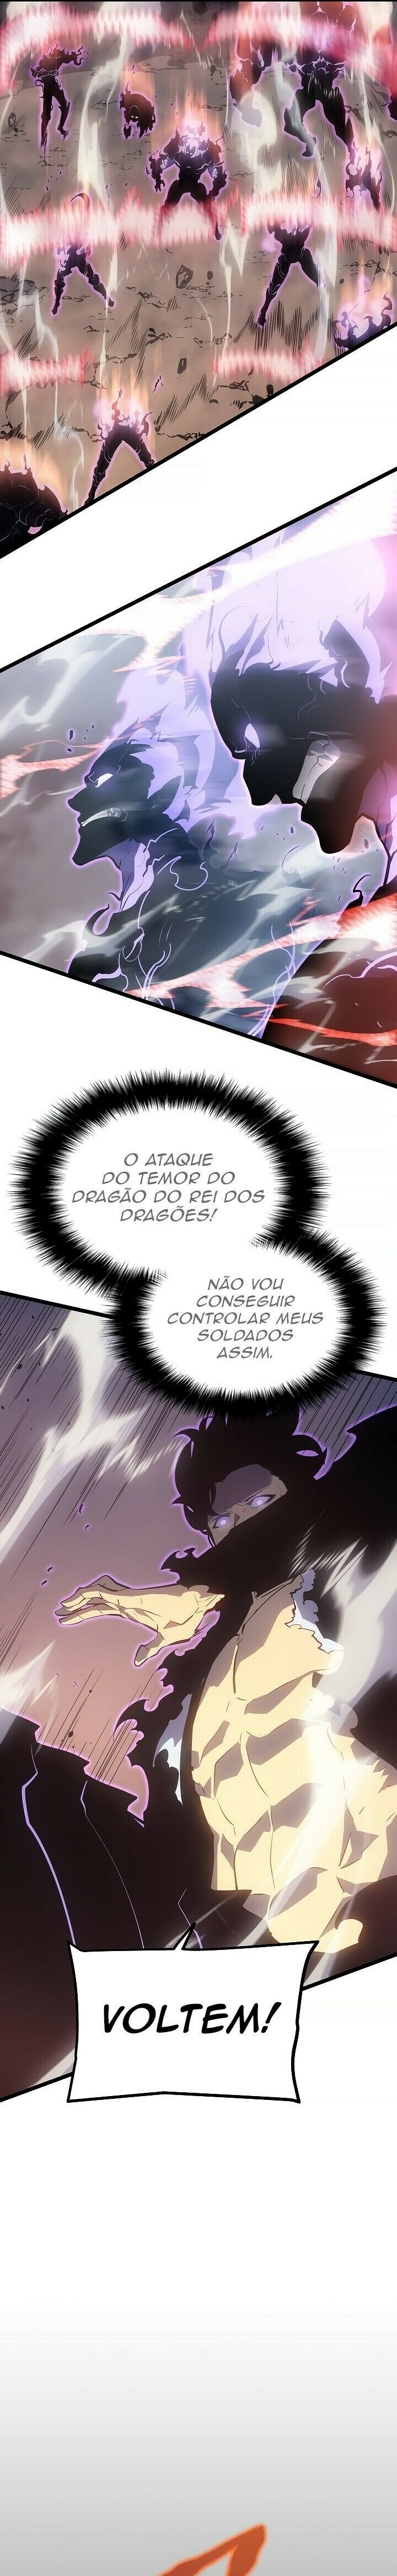 O ATAQUE
DO TEMOR DO
DRAGÃO DO REI DOS
DRAGÕES!
NÃO VOU
CONSEGUIR
CONTROLAR MEUS
SOLDADOS
ASSIM.
VOLTEM!